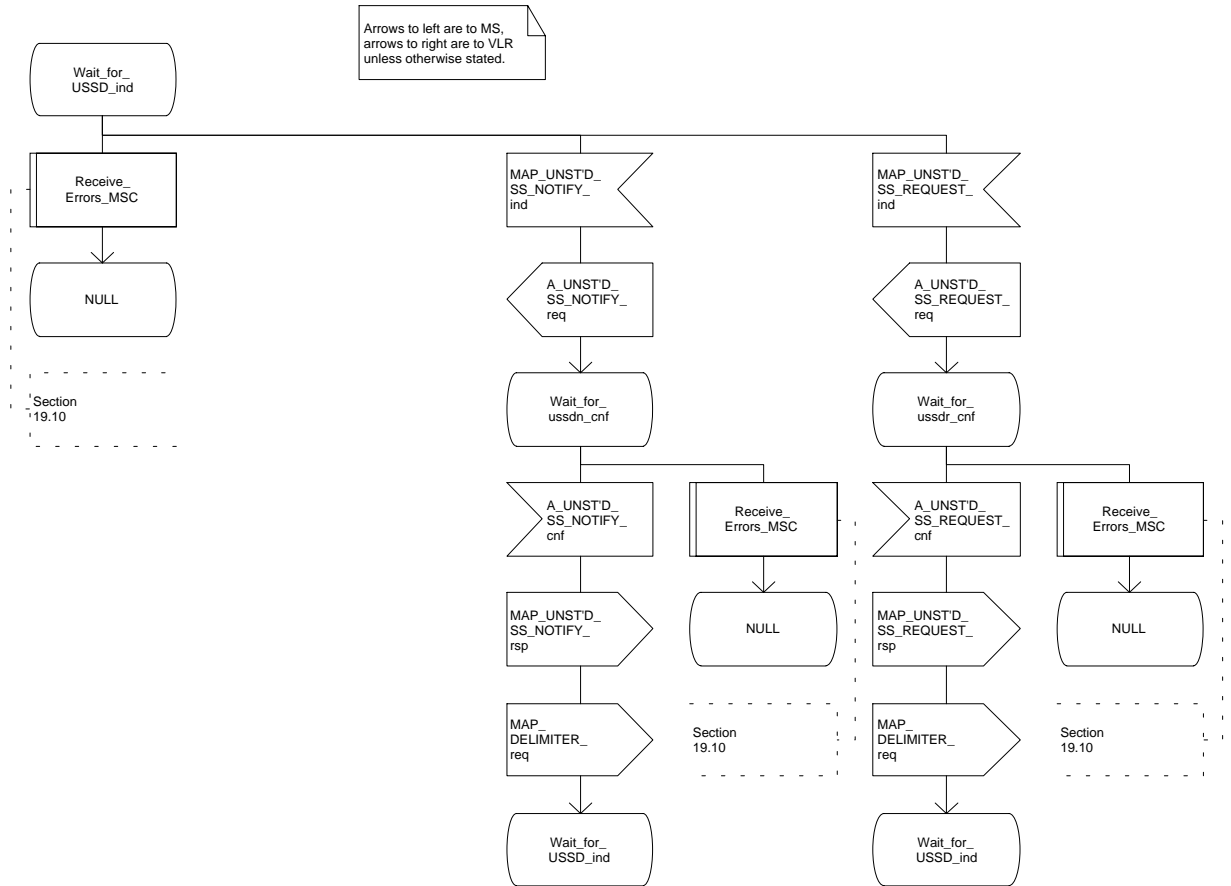 Arrows to left are to MS,
arrows to right are to VLR
unless otherwise stated.
Wait_for_
USSD_ind
Receive_
Errors_MSC
NULL
Section
19.10
MAP_UNST'D_
SS_NOTIFY_
ind
A_UNST'D_
SS_NOTIFY_
req
Wait_for_
ussdn_cnf
A_UNST'D_
SS_NOTIFY_
cnf
MAP_UNST'D_
SS_NOTIFY_
rsp
MAP_
DELIMITER_
req
Wait_for_
USSD_ind
Receive_
Errors_MSC
NULL
Section
19.10
MAP_UNST'D_
SS_REQUEST_
ind
A_UNST'D_
SS_REQUEST_
req
Wait_for_
ussdr_cnf
A_UNST'D_
SS_REQUEST_
cnf
MAP_UNST'D_
SS_REQUEST_
rsp
MAP_
DELIMITER_
req
Wait_for_
USSD_ind
Receive_
Errors_MSC
NULL
Section
19.10